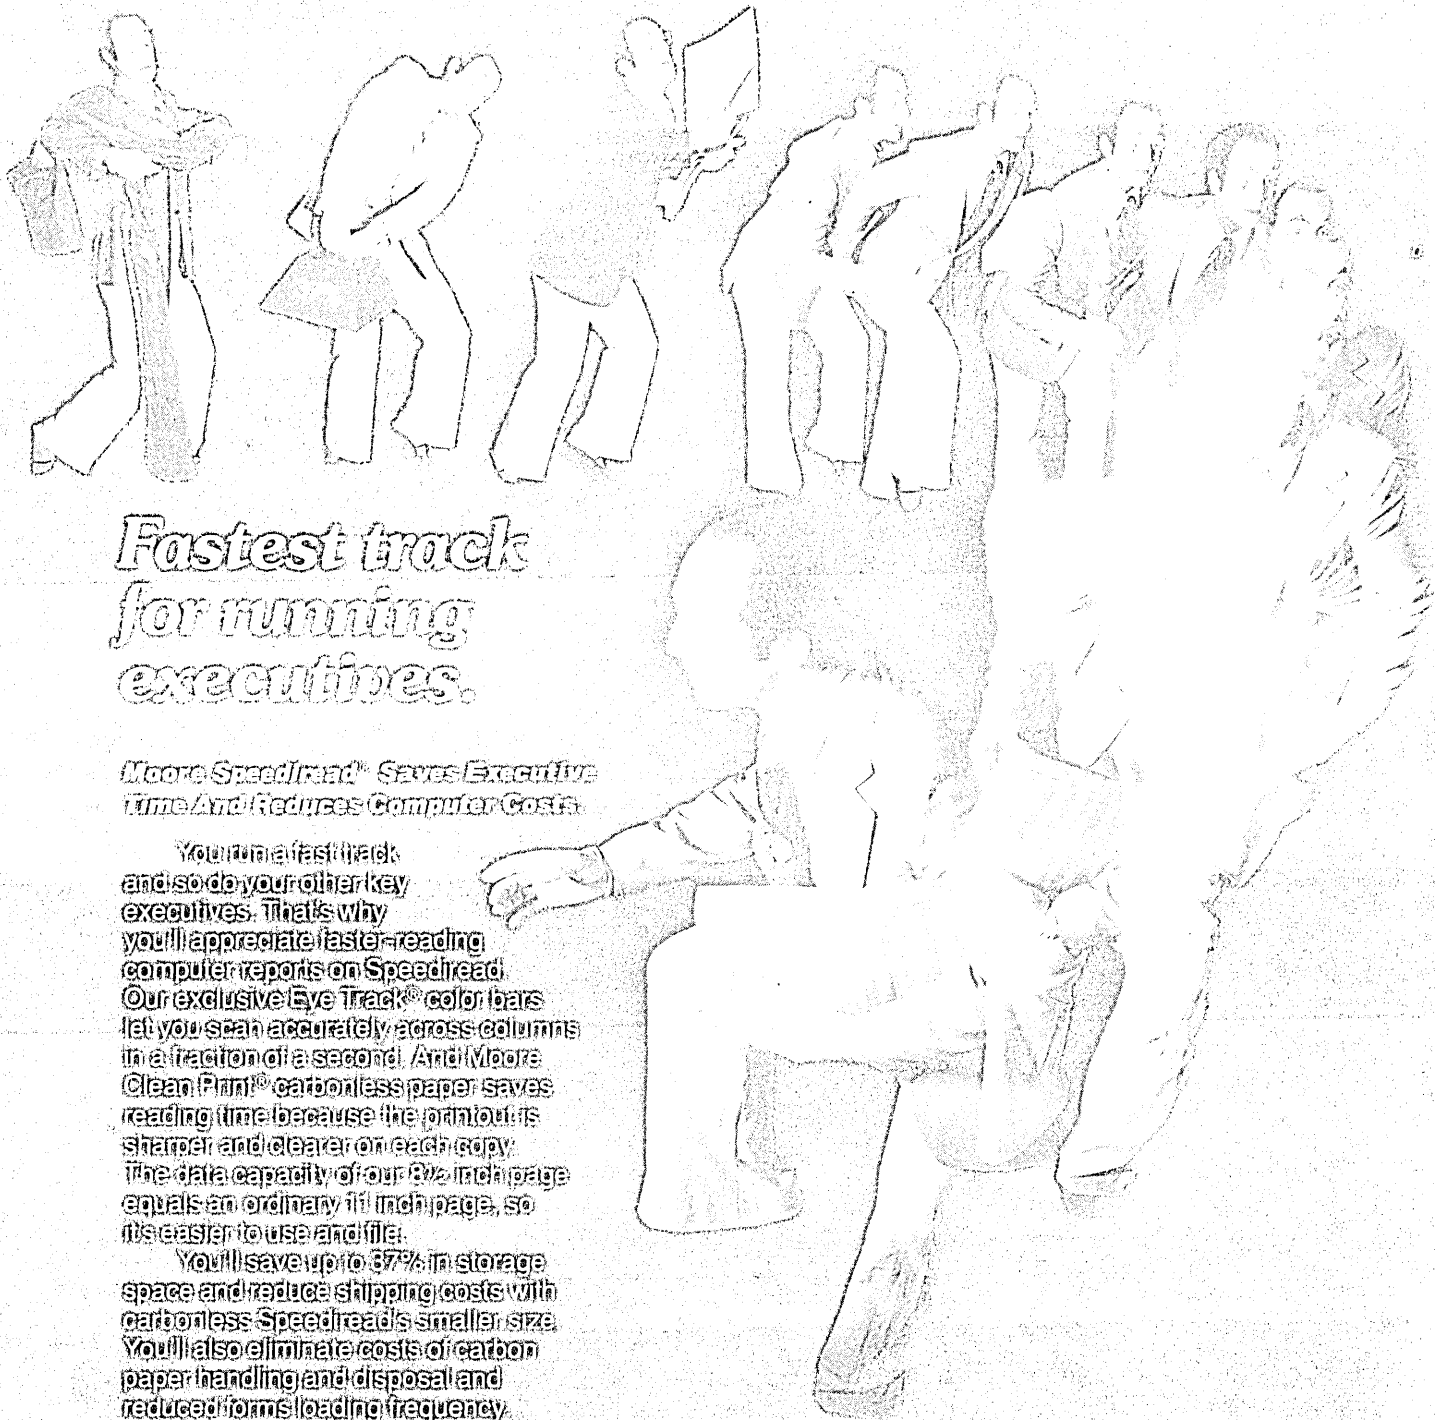 Fastest track
for running
executives.
Moore Speediread® Saves Executive
Time And Reduces Computer Costs.
You run a fast track
and so do your other key
executives. That's why
you'll appreciate faster-reading
computer reports on Speediread.
Our exclusive Eye Track® color bars
let you scan accurately across columns
in a fraction of a second. And Moore
Clean Print® carbonless paper saves
reading time because the printout is
sharper and clearer on each copy.
The data capacity of our 8½ inch page
equals an ordinary 11 inch page, so
it's easier to use and file.
You'll save up to 37% in storage
space and reduce shipping costs with
carbonless Speediread's smaller size.
You'll also eliminate costs of carbon
paper handling and disposal and
reduced forms loading frequency.